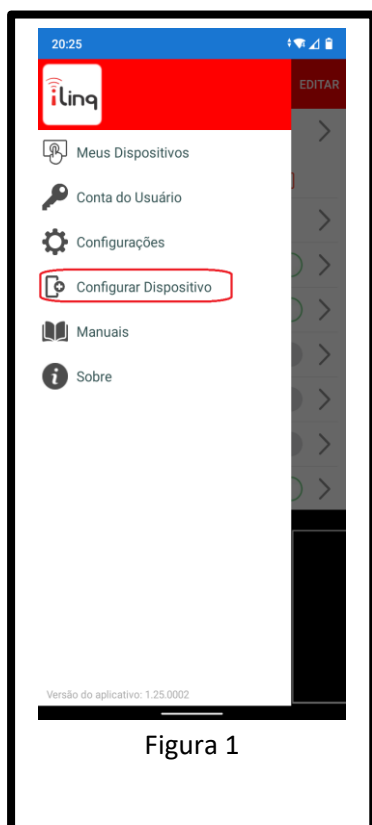 20:25
iLinq
EDITAR
Meus Dispositivos
Conta do Usuário
Configurações
Configurar Dispositivo
Manuais
Sobre
Versão do aplicativo: 1.25.0002
Figura 1